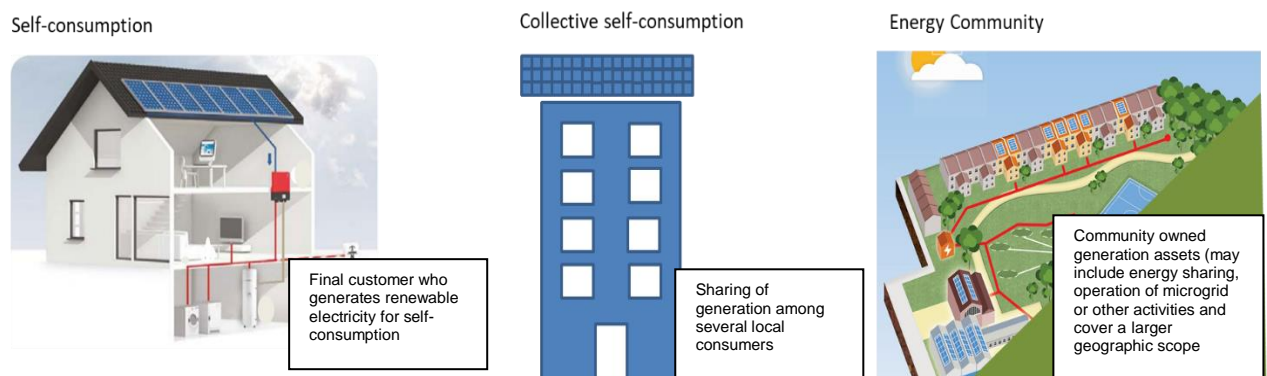 Self-consumption
Collective self-consumption
Energy Community
Final customer who
generates renewable
electricity for self-
consumption
Sharing of
generation among
several local
consumers
Community owned
generation assets (may
include energy sharing,
operation of microgrid
or other activities and
cover a larger
geographic scope